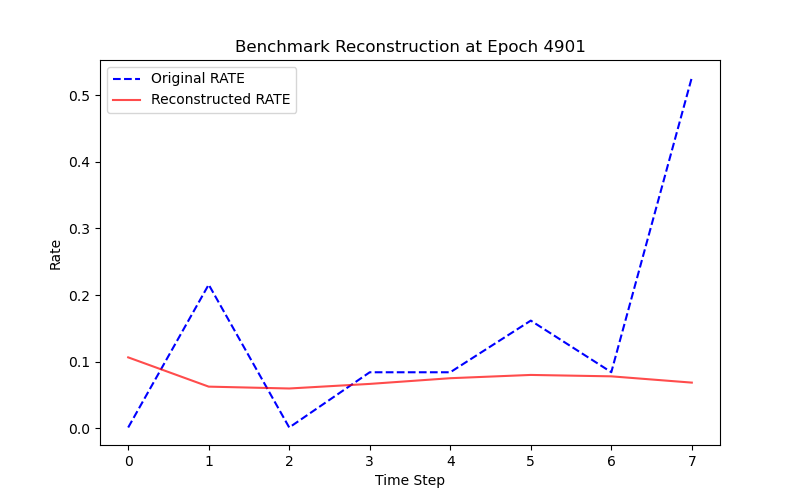 Benchmark Reconstruction at Epoch 4901
Original RATE
Reconstructed RATE
0.5
0.4
0.3
0.2
0.1
0.0
Rate
0 1 2 3 4 5 6 7
Time Step